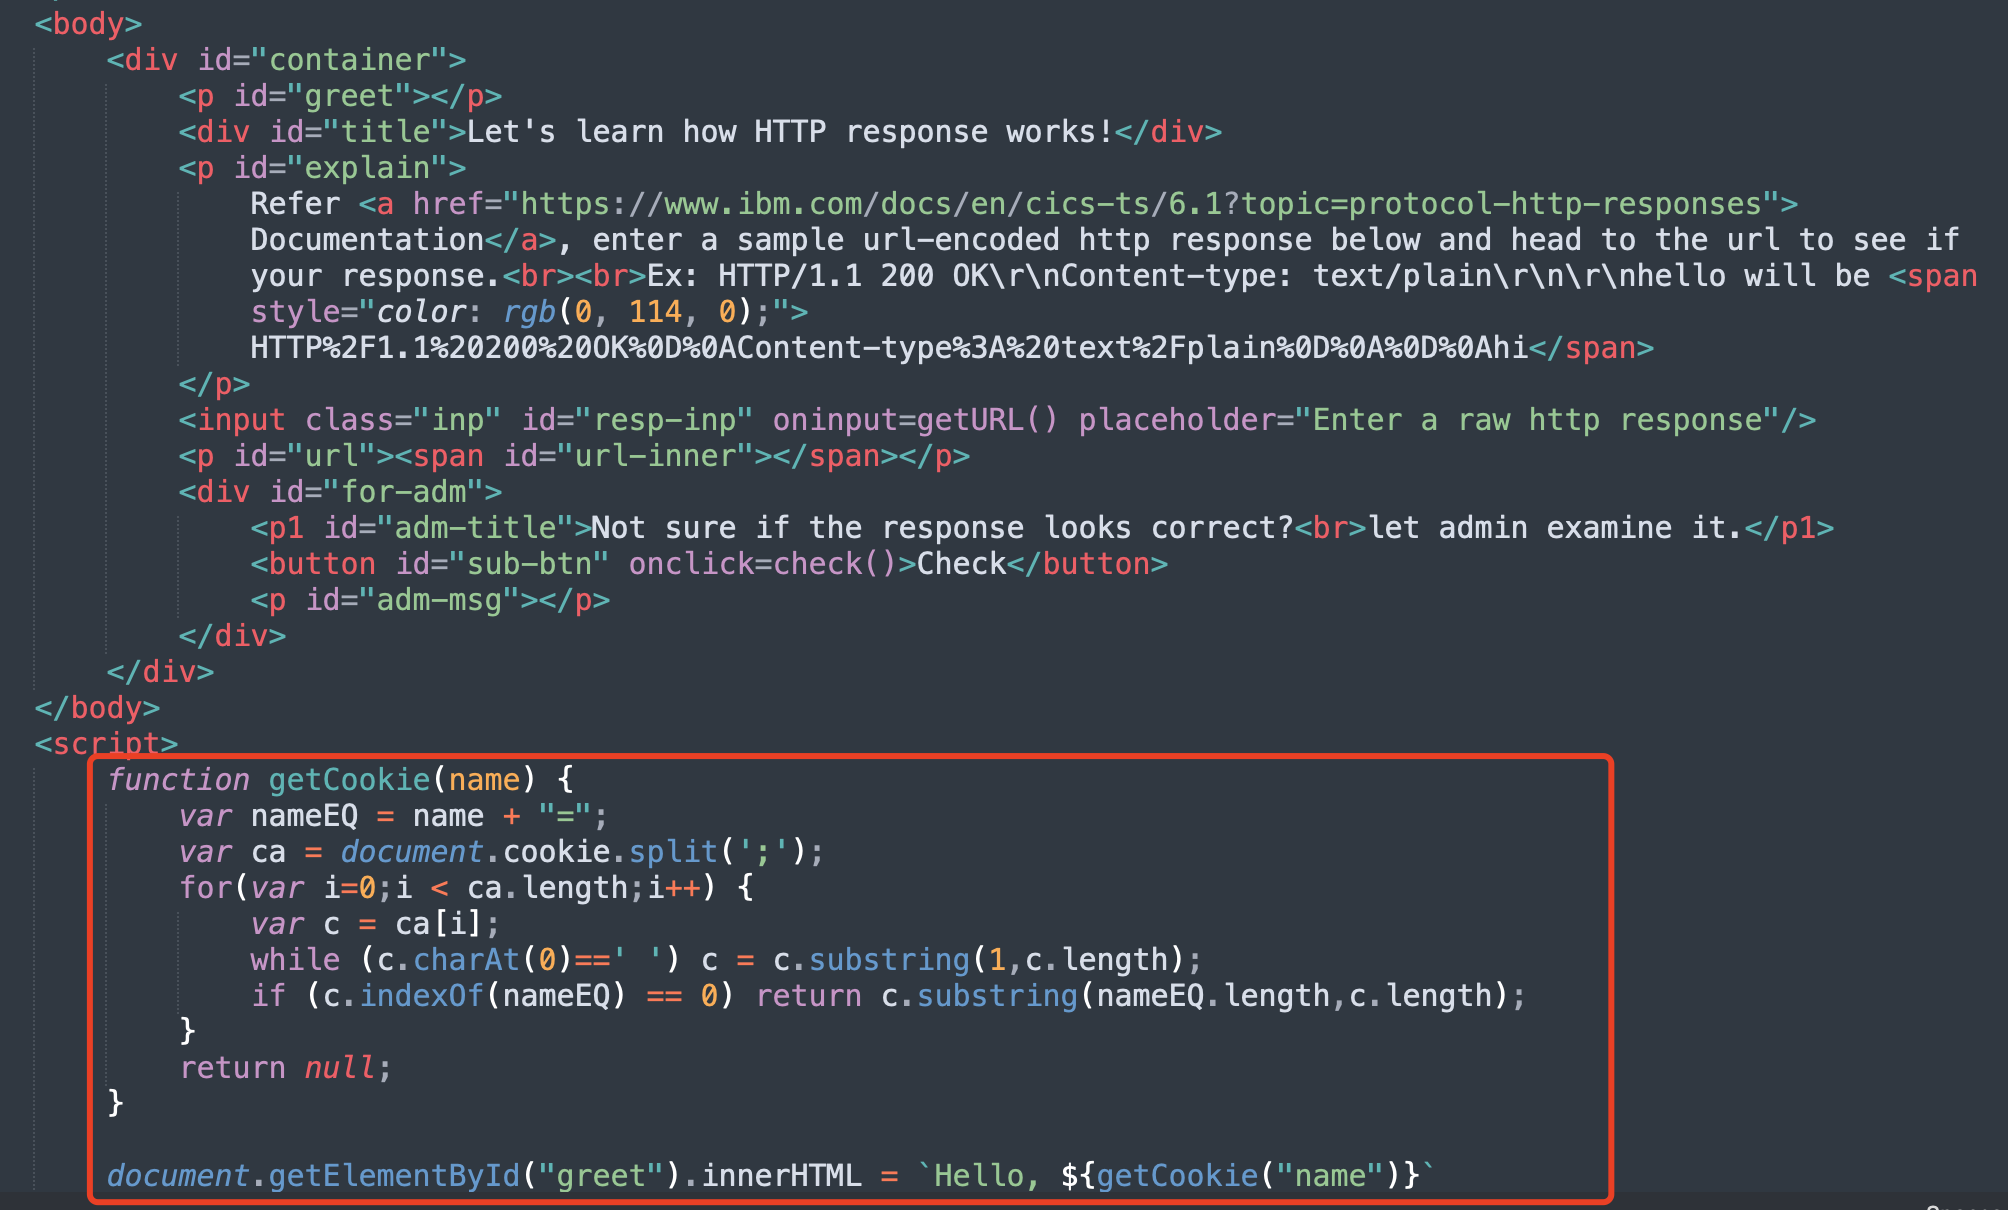 <body>
<div id="container">
<p id="greet"></p>
<div id="title">Let's learn how HTTP response works!</div>
<p id="explain">
Refer <a href="https://www.ibm.com/docs/en/cics-ts/6.1?topic=protocol-http-responses">
Documentation</a>, enter a sample url-encoded http response below and head to the url to see if
your response.<br><br>Ex: HTTP/1.1 200 OK\r\nContent-type: text/plain\r\n\r\nhello will be <span
style="color: rgb(0, 114, 0);">
HTTP%2F1.1%20200%20OK%0D%0AContent-type%3A%20text%2Fplain%0D%0A%0D%0Ahi</span>
</p>
<input class="inp" id="resp-inp" oninput=getURL() placeholder="Enter a raw http response"/>
<p id="url"><span id="url-inner"></span></p>
<div id="for-adm">
<p1 id="adm-title">Not sure if the response looks correct?<br>let admin examine it.</p1>
<button id="sub-btn" onclick=check()>Check</button>
<p id="adm-msg"></p>
</div>
</div>
</body>
<script>
function getCookie(name) {
var nameEQ = name + "=";
var ca = document.cookie.split(';');
for(var i=0;i < ca.length;i++) {
var c = ca[i];
while (c.charAt(0)==' ') c = c.substring(1,c.length);
if (c.indexOf(nameEQ) == 0) return c.substring(nameEQ.length,c.length);
}
return null;
}
document.getElementById("greet").innerHTML = `Hello, ${getCookie("name")}`